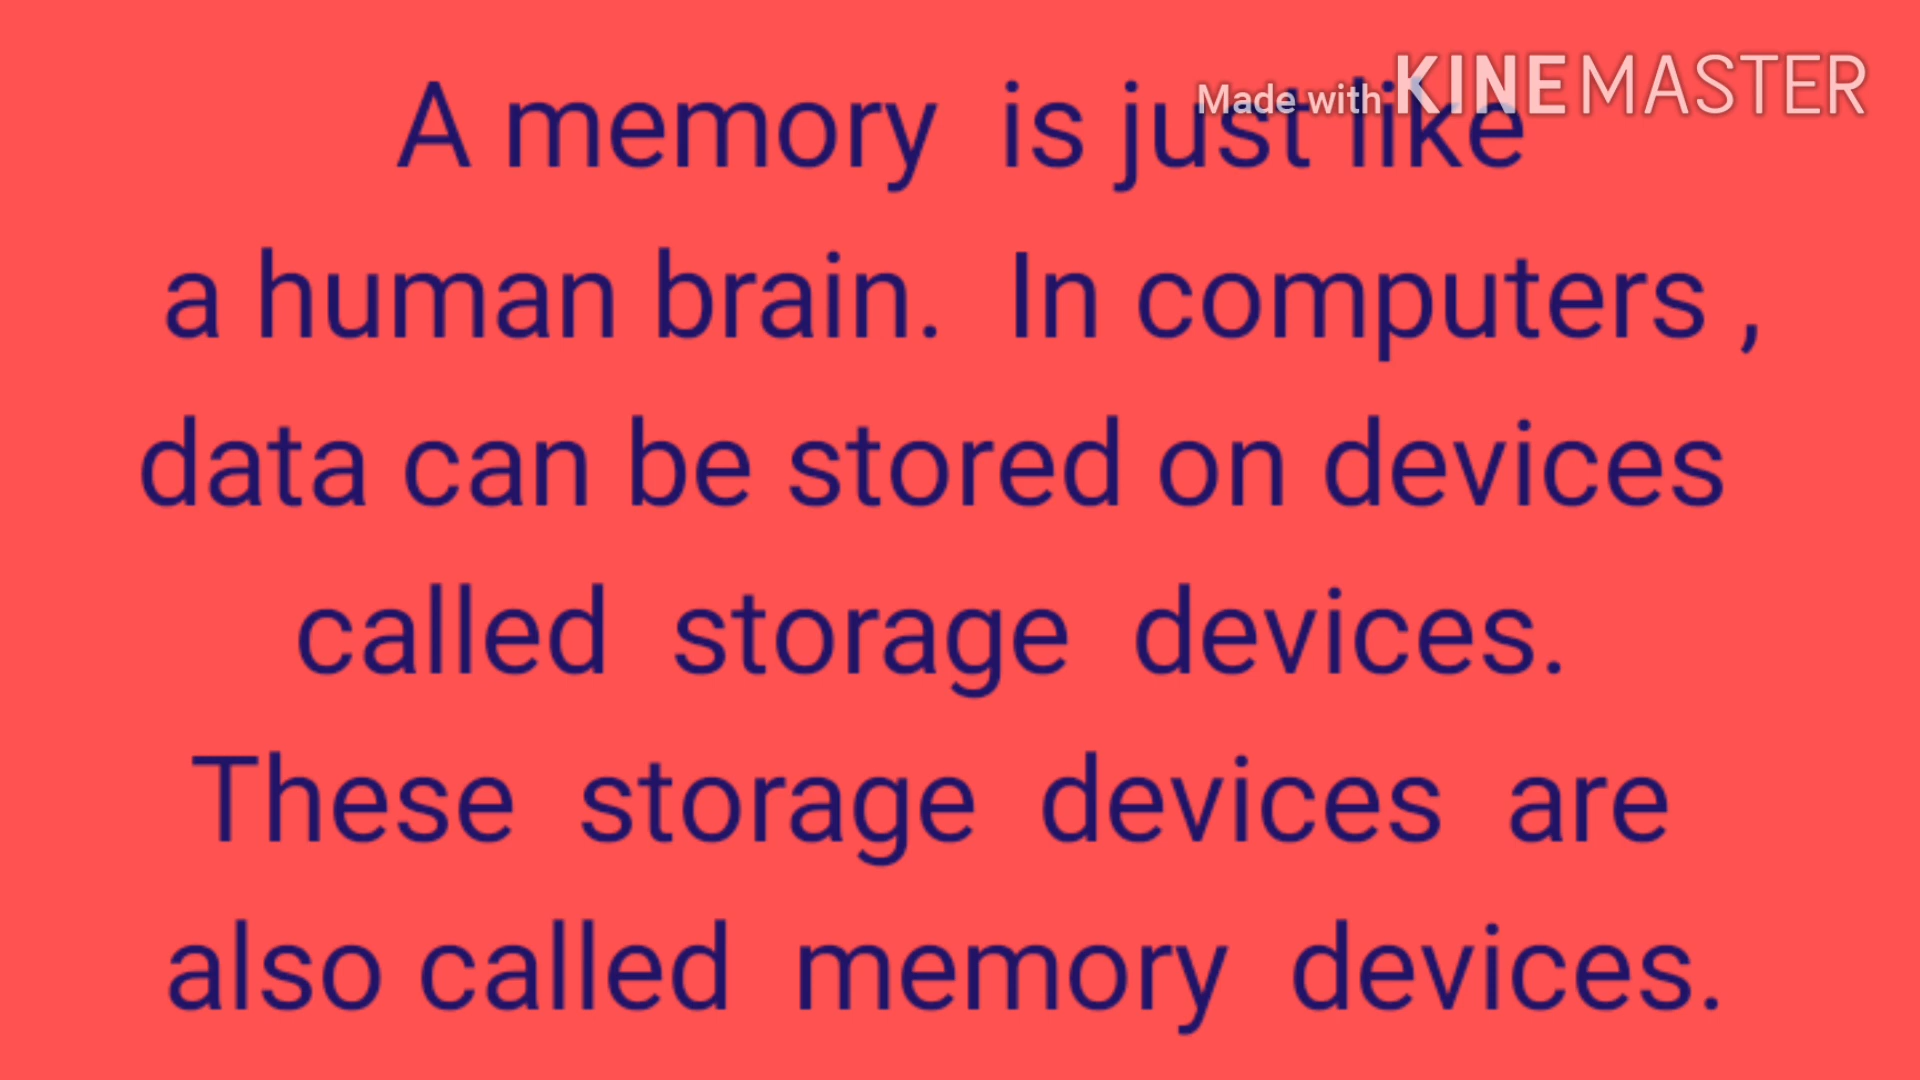 Made with KINEMASTER
A memory is just like
a human brain. In computers ,
data can be stored on devices
called storage devices.
These storage devices are
also called memory devices.